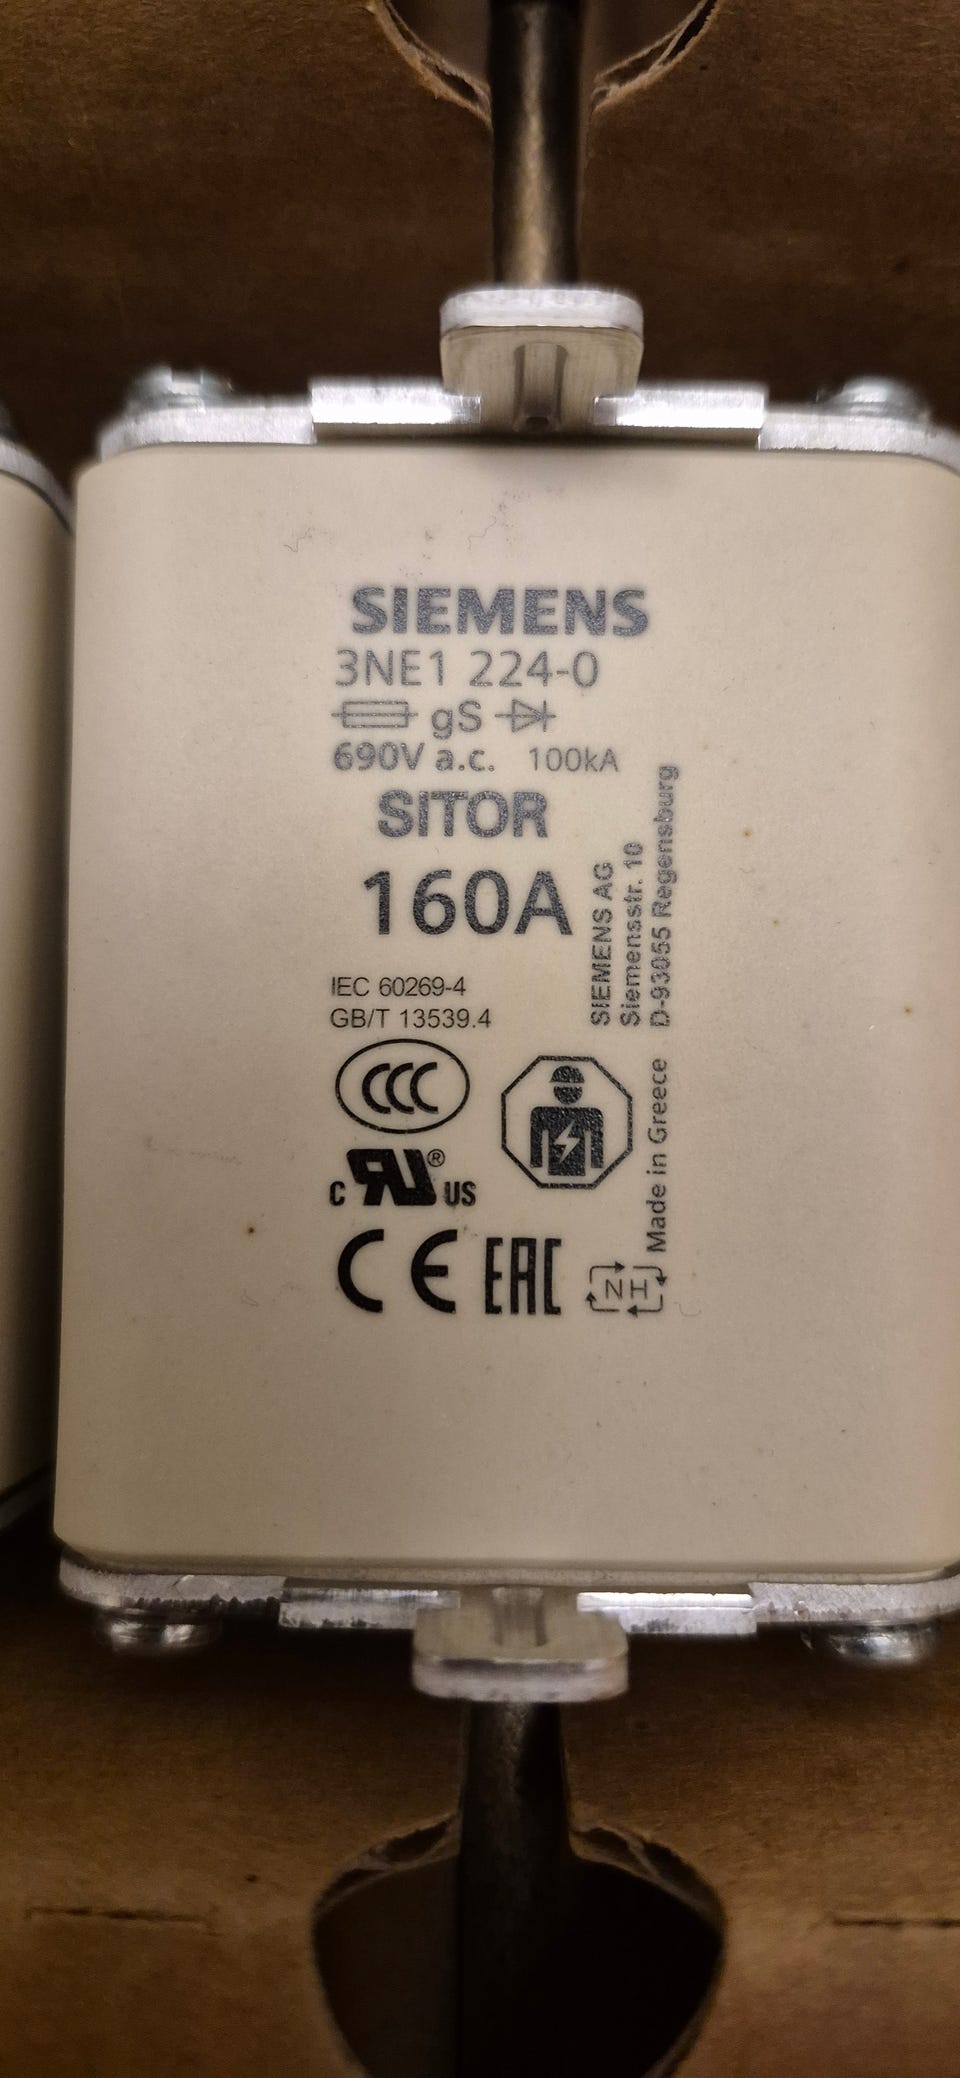 SIEMENS
3NE1 224-0
gS
690V a.c. 100kA
SITOR
160A
IEC 60269-4
GB/T 13539.4
CCC
c RU® US
CE EAC
NH
SIEMENS AG
Siemensstr. 10
D-93055 Regensburg
Made in Greece